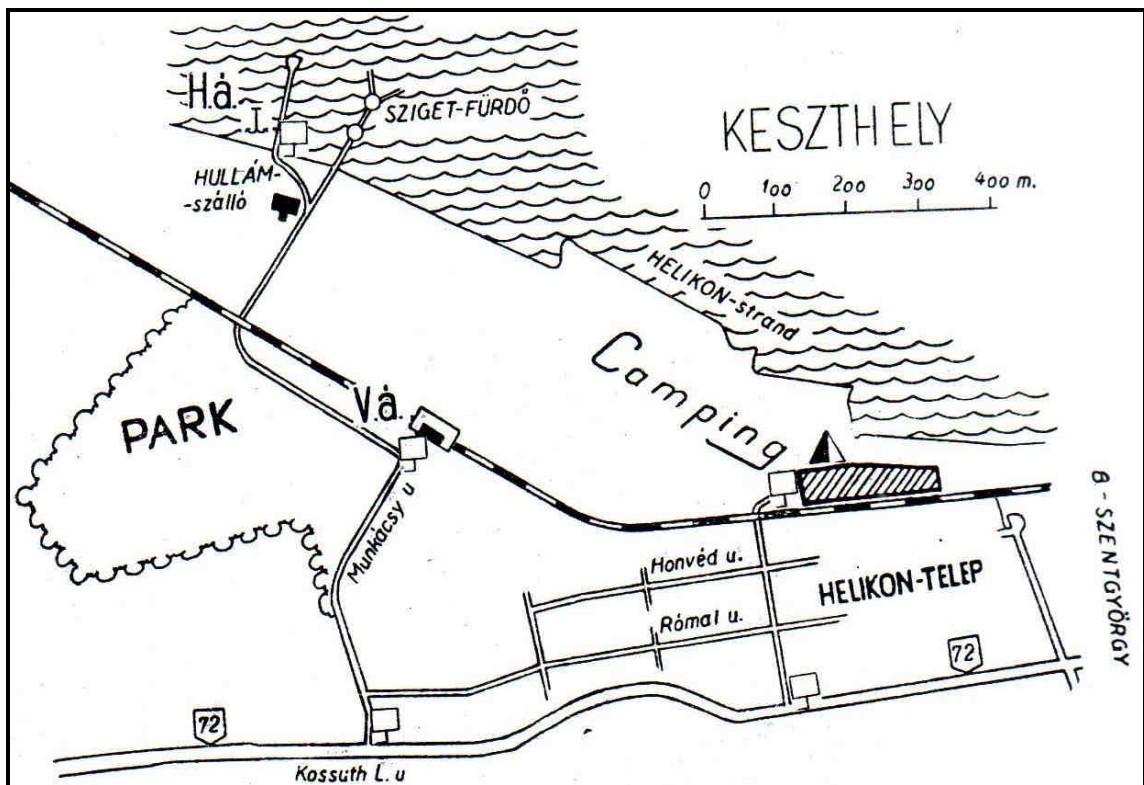 KESZTHELY
0 100 200 300 400 m.
H.á.
SZIGET-FÜRDŐ
HULLÁM-
-szálló
HELIKON-strand
Camping
PARK
V.á.
Munkácsy u
Honvéd u.
HELIKON-TELEP
Római u.
B-SZENTGYÖRGY
72
72
Kossuth L. u